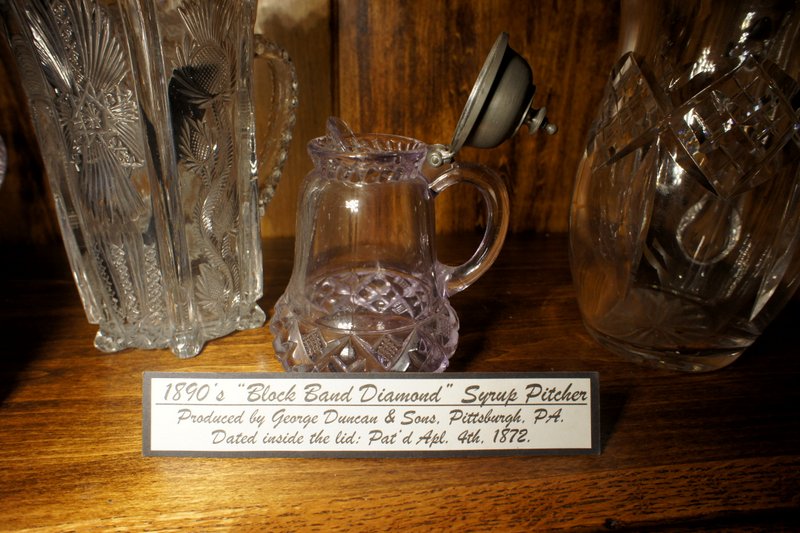 1890's "Block Band Diamond" Syrup Pitcher
Produced by George Duncan & Sons, Pittsburgh, PA.
Dated inside the lid: Pat'd Apl. 4th, 1872.